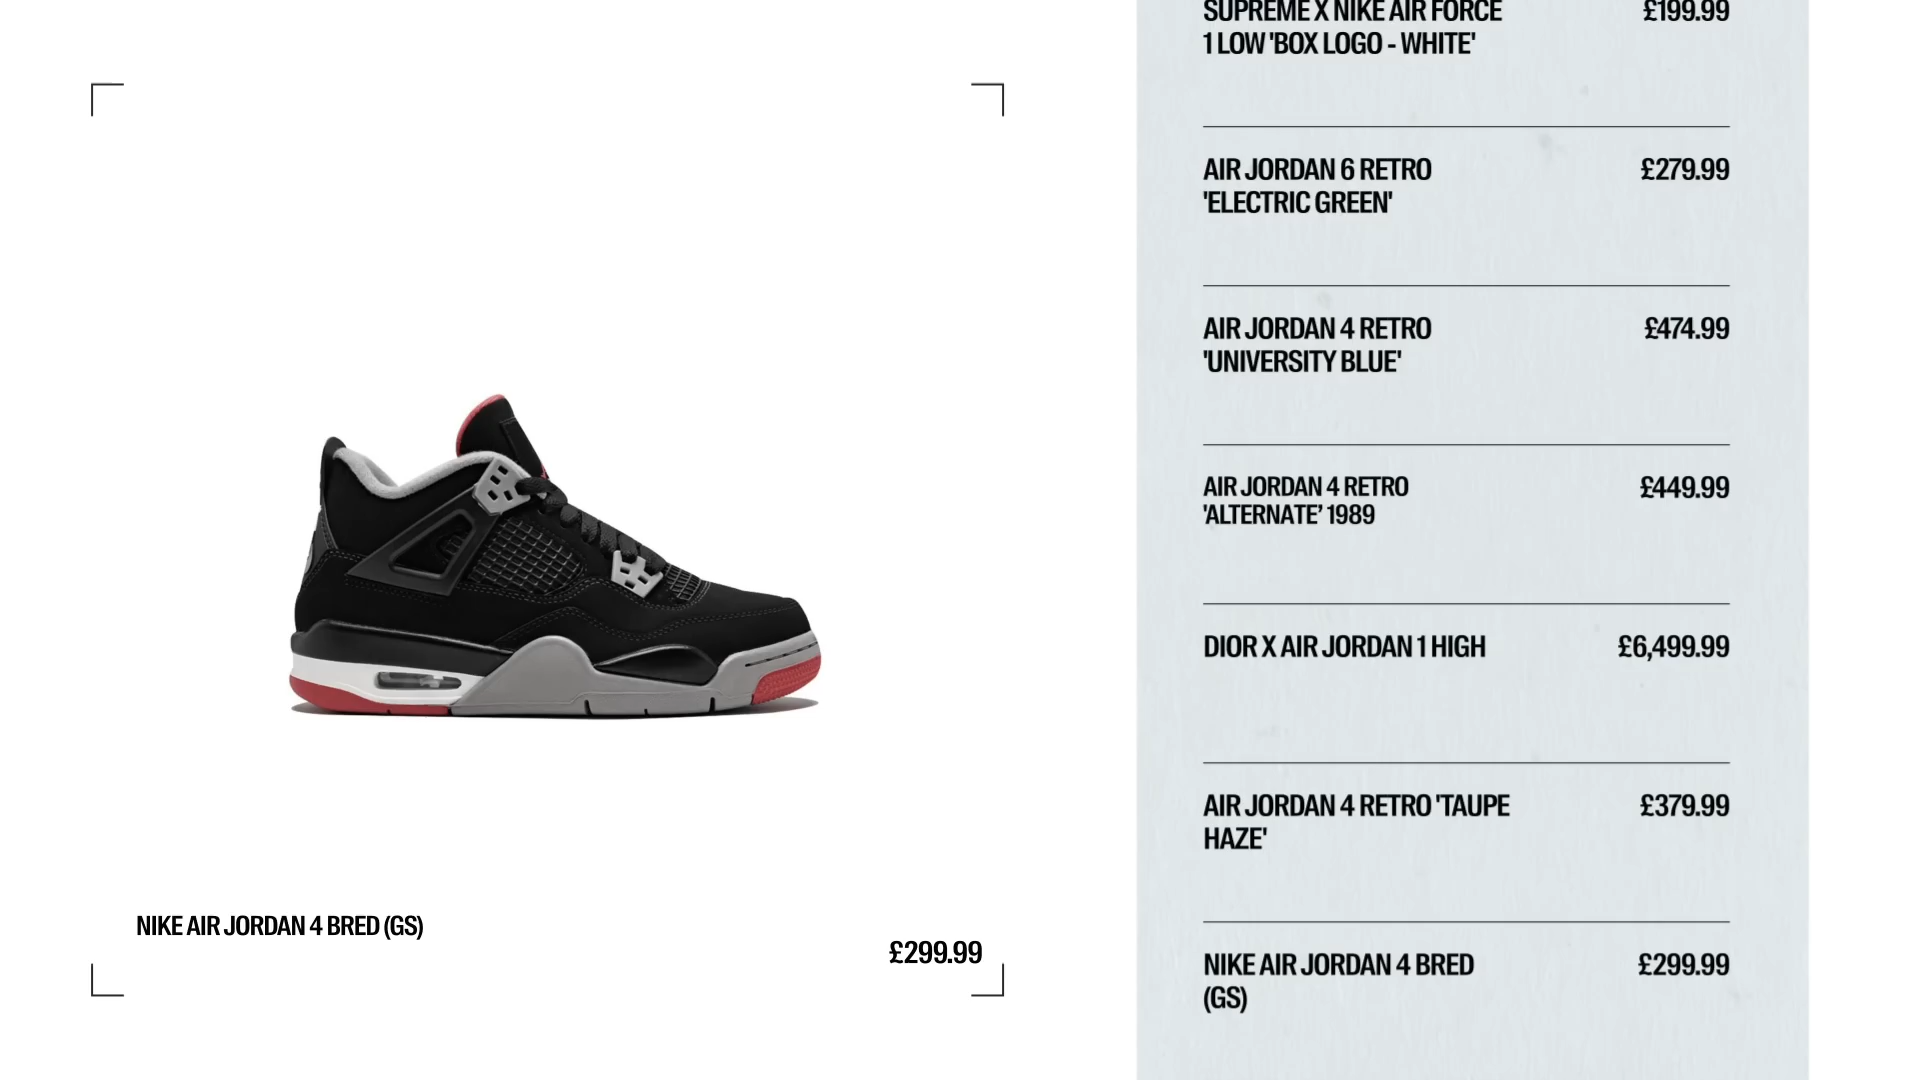 NIKE AIR JORDAN 4 BRED (GS)
£299.99
SUPREME X NIKE AIR FORCE £199.99
1 LOW 'BOX LOGO - WHITE'
AIR JORDAN 6 RETRO £279.99
'ELECTRIC GREEN'
AIR JORDAN 4 RETRO £474.99
'UNIVERSITY BLUE'
AIR JORDAN 4 RETRO £449.99
'ALTERNATE’ 1989
DIOR X AIR JORDAN 1 HIGH £6,499.99
AIR JORDAN 4 RETRO 'TAUPE £379.99
HAZE'
NIKE AIR JORDAN 4 BRED £299.99
(GS)